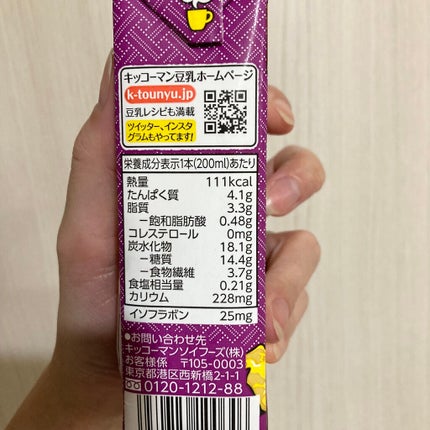 キッコーマン豆乳ホームページ
k-tounyu.jp
豆乳レシピも満載
ツイッター、インスタ
グラムもやってます!
栄養成分表示1本(200ml)あたり
熱量 111kcal
たんぱく質 4.1g
脂質 3.3g
－飽和脂肪酸 0.48g
コレステロール 0mg
炭水化物 18.1g
－糖質 14.4g
－食物繊維 3.7g
食塩相当量 0.21g
カリウム 228mg
イソフラボン 25mg
●お問い合わせ先
キッコーマンソイフーズ(株)
お客様係 〒105-0003
東京都港区西新橋2-1-1
0120-1212-88